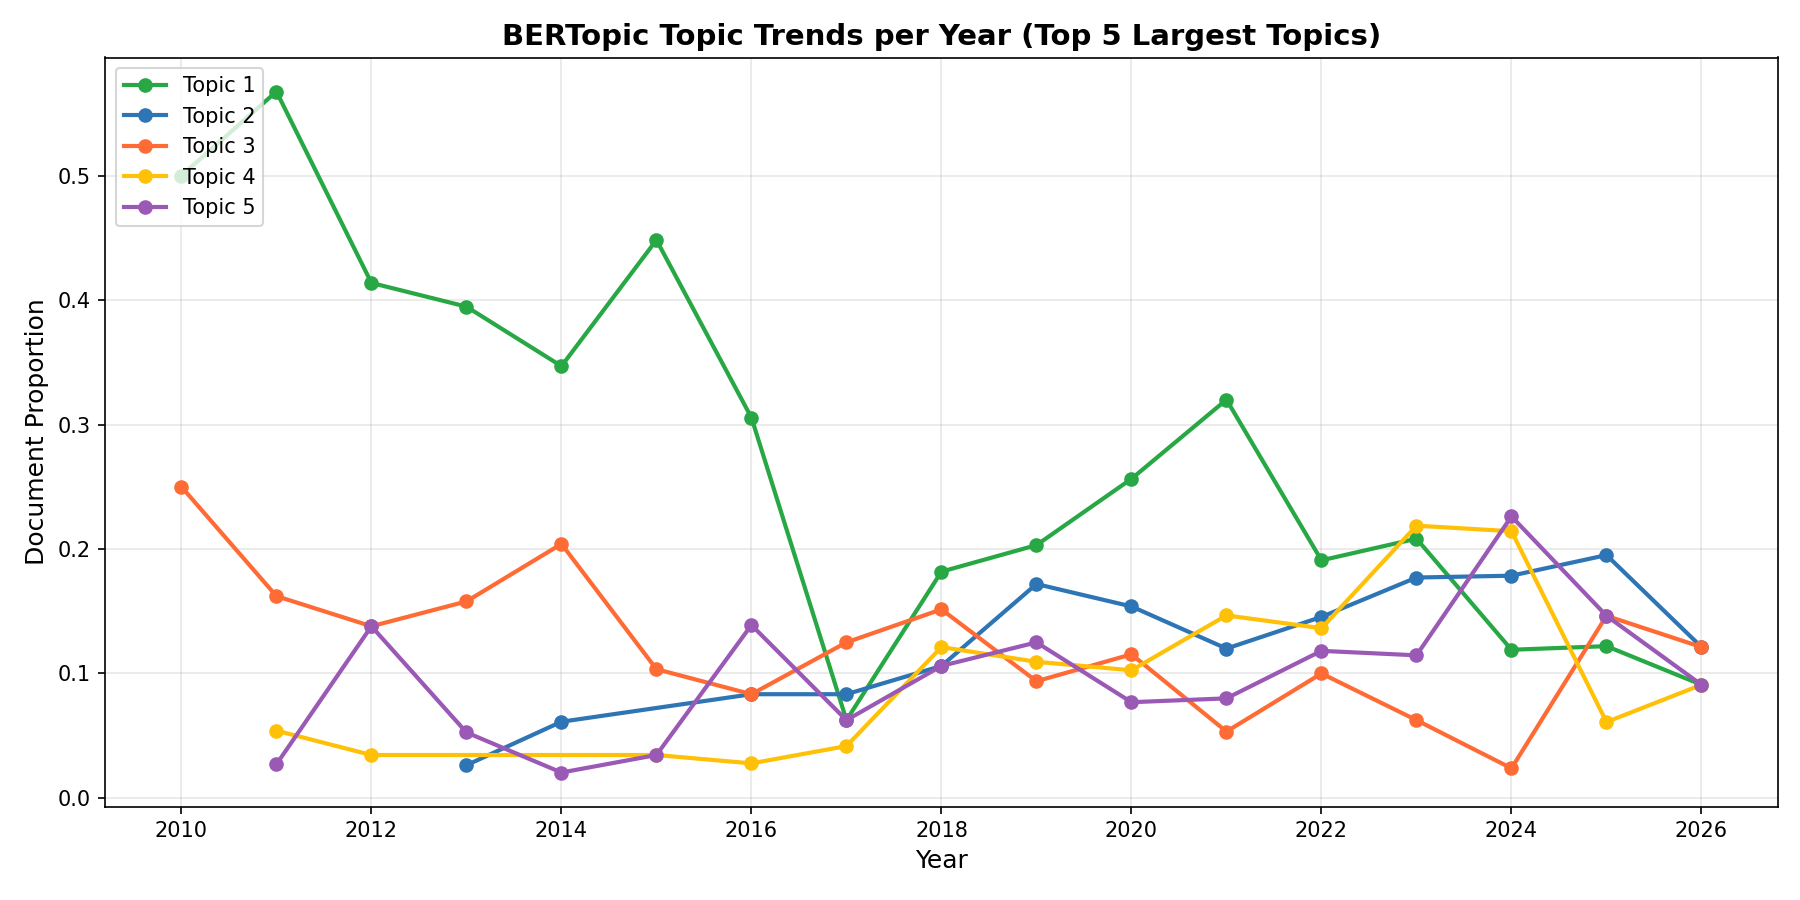 BERTopic Topic Trends per Year (Top 5 Largest Topics)
Topic 1
Topic 2
Topic 3
Topic 4
Topic 5
Document Proportion
0.5
0.4
0.3
0.2
0.1
0.0
2010 2012 2014 2016 2018 2020 2022 2024 2026
Year